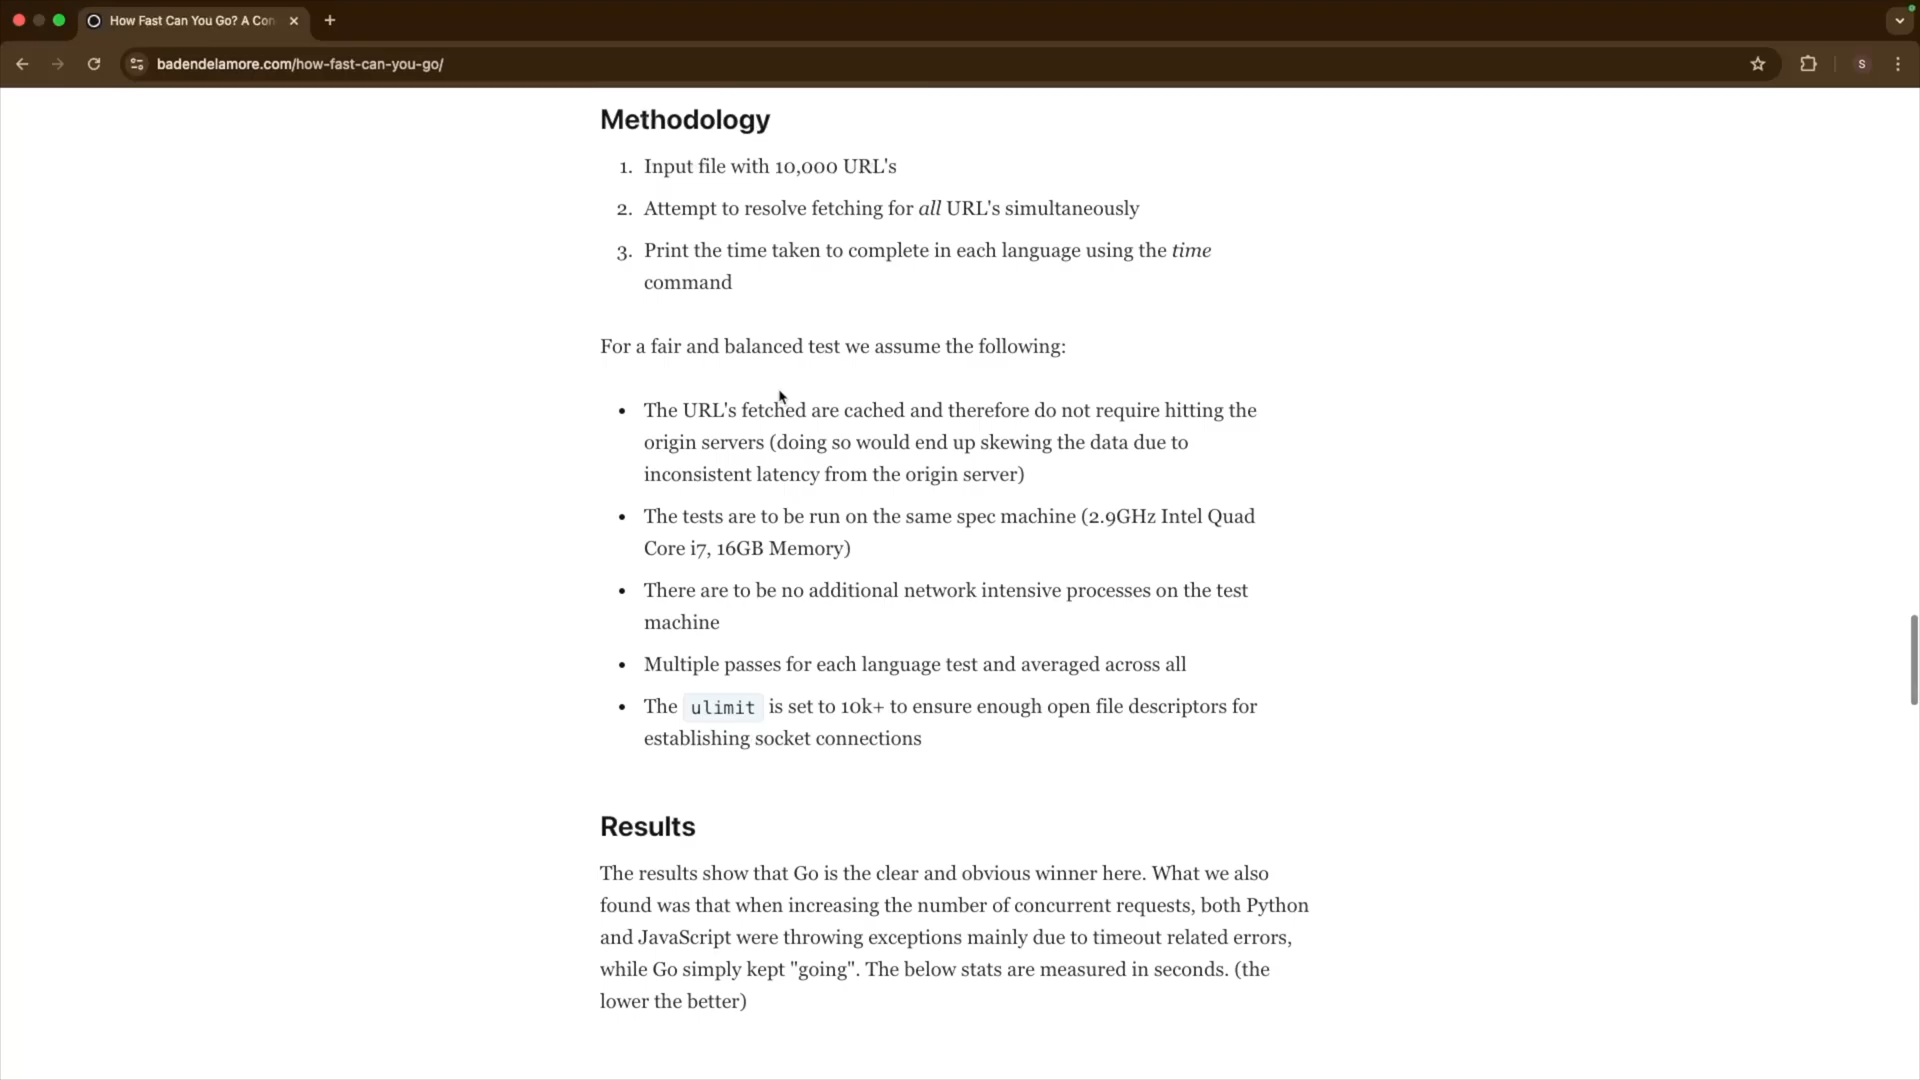 How Fast Can You Go? A Con
badendelamore.com/how-fast-can-you-go/
S
Methodology
1. Input file with 10,000 URL's
2. Attempt to resolve fetching for all URL's simultaneously
3. Print the time taken to complete in each language using the time
command
For a fair and balanced test we assume the following:
• The URL's fetched are cached and therefore do not require hitting the
origin servers (doing so would end up skewing the data due to
inconsistent latency from the origin server)
• The tests are to be run on the same spec machine (2.9GHz Intel Quad
Core i7, 16GB Memory)
• There are to be no additional network intensive processes on the test
machine
• Multiple passes for each language test and averaged across all
• The ulimit is set to 10k+ to ensure enough open file descriptors for
establishing socket connections
Results
The results show that Go is the clear and obvious winner here. What we also
found was that when increasing the number of concurrent requests, both Python
and JavaScript were throwing exceptions mainly due to timeout related errors,
while Go simply kept "going". The below stats are measured in seconds. (the
lower the better)